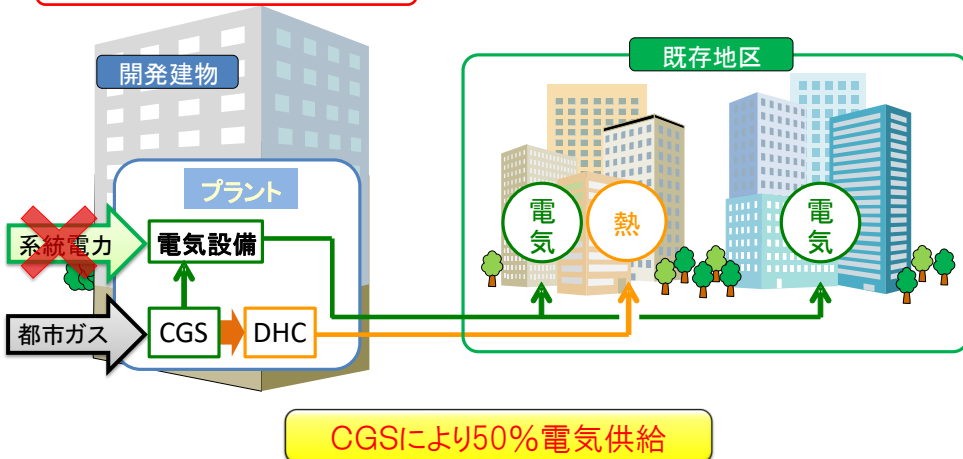 開発建物
既存地区
プラント
系統電力
電気設備
都市ガス
CGS
DHC
電気
熱
電気
CGSにより50%電気供給